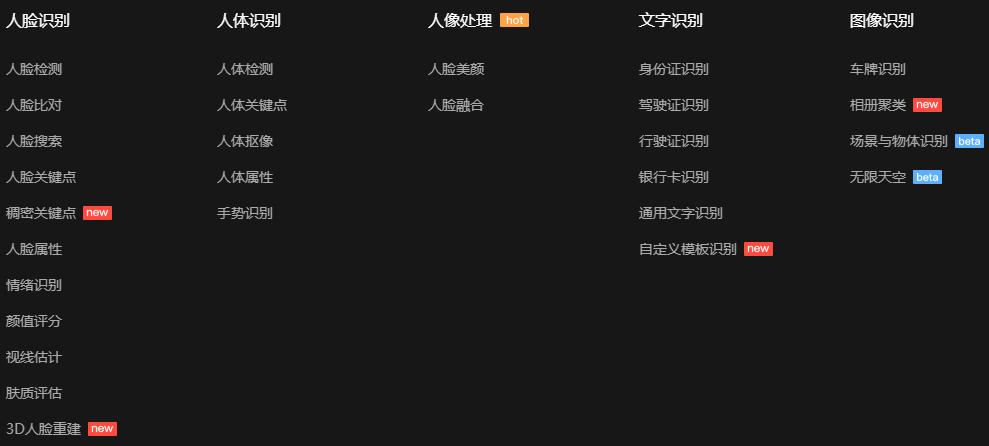 人脸识别
人脸检测
人脸比对
人脸搜索
人脸关键点
稠密关键点 new
人脸属性
情绪识别
颜值评分
视线估计
肤质评估
3D人脸重建 new
人体识别
人体检测
人体关键点
人体抠像
人体属性
手势识别
人像处理 hot
人脸美颜
人脸融合
文字识别
身份证识别
驾驶证识别
行驶证识别
银行卡识别
通用文字识别
自定义模板识别 new
图像识别
车牌识别
相册聚类 new
场景与物体识别 beta
无限天空 beta